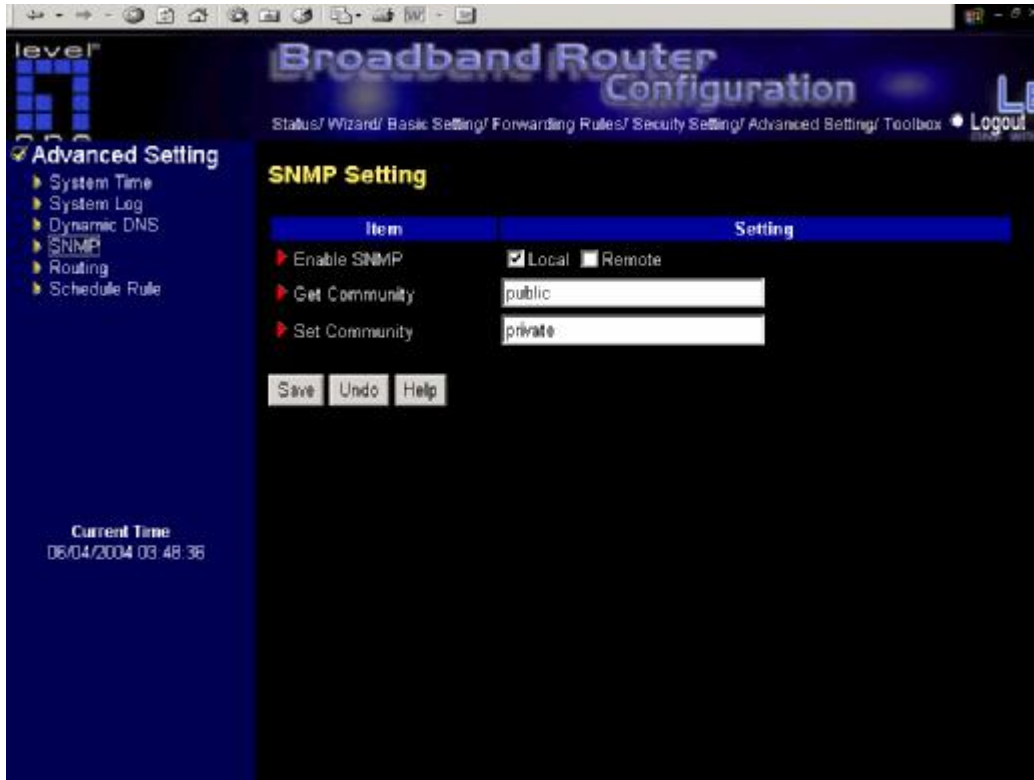 level
Broadband Router
Configuration
Status/ Wizard/ Basic Setting/ Forwarding Rules/ Secuity Setting/ Advanced Setting/ Toolbox
Logout
Advanced Setting
System Time
System Log
Dynamic DNS
SNMP
Routing
Schedule Rule
SNMP Setting
Item Setting
Enable SNMP Local Remote
Get Community public
Set Community private
Save Undo Help
Current Time
06/04/2004 03:48:36